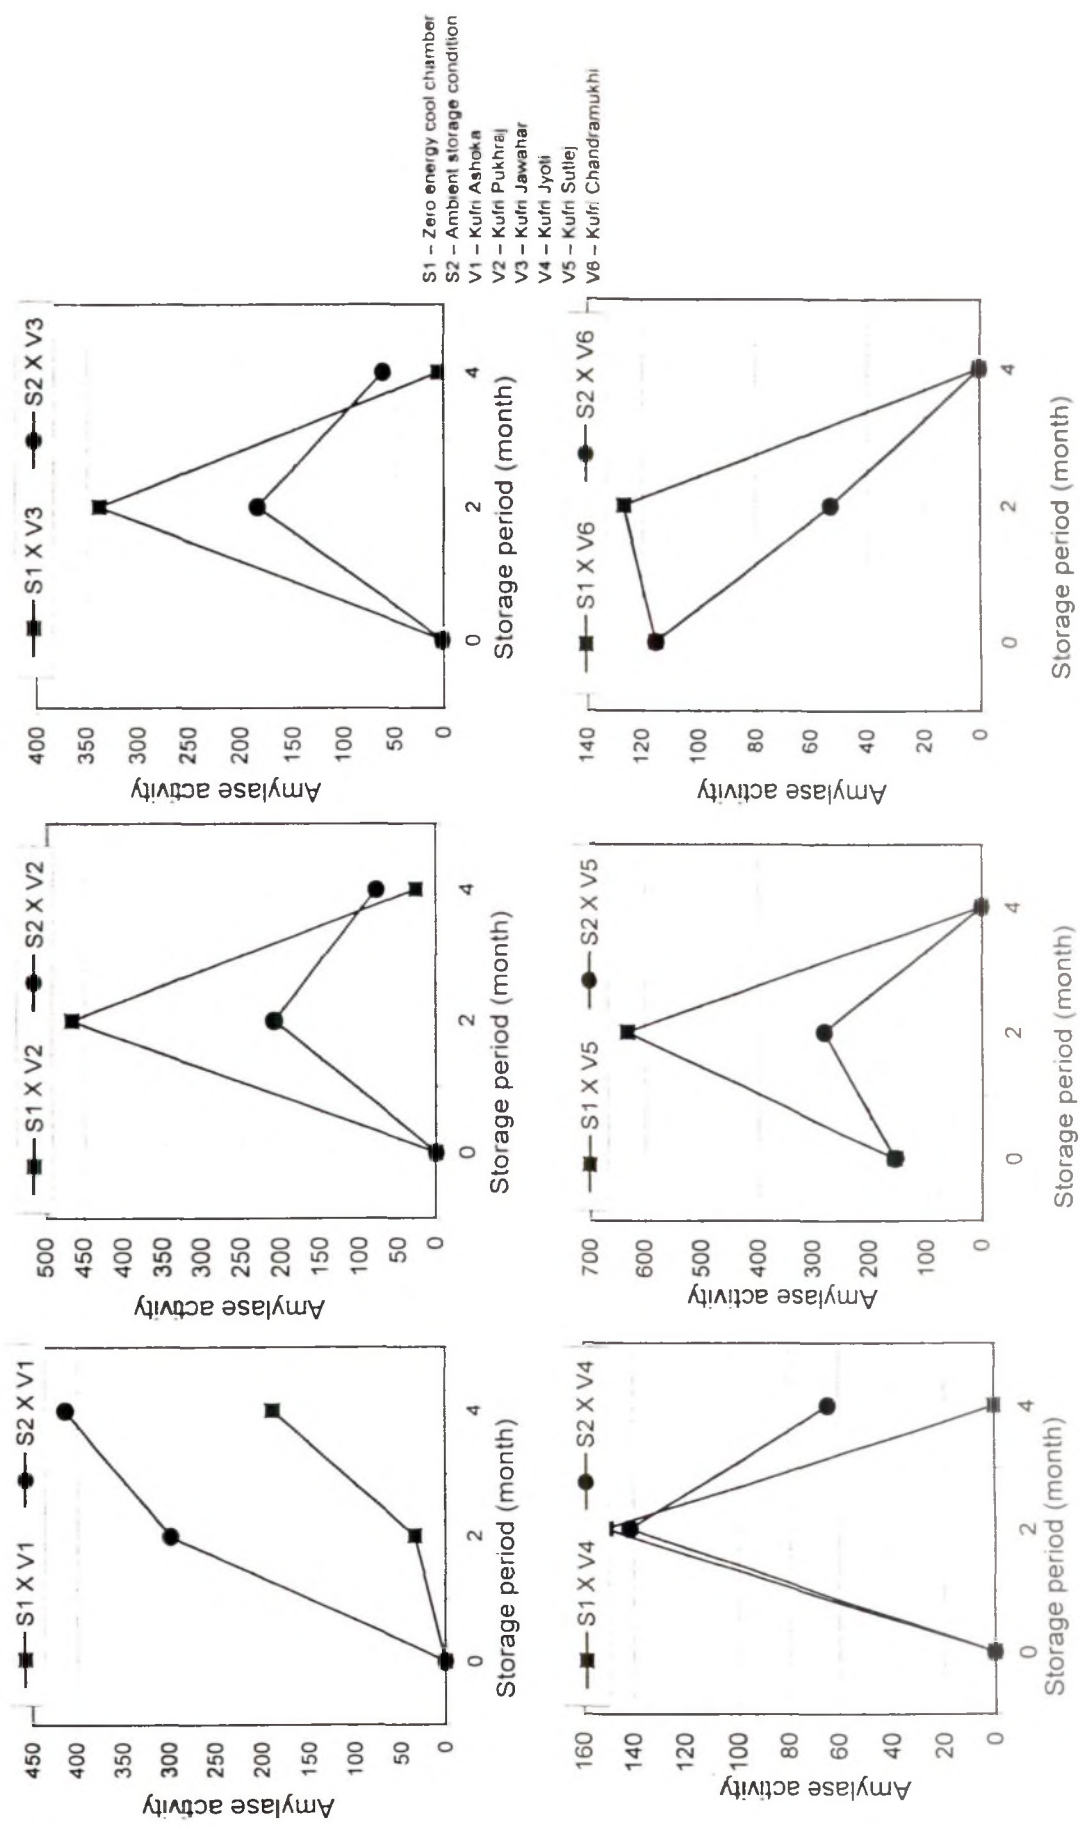 S1 X V1 S2 X V1
450
400
350
300
250
200
150
100
50
0
Amylase activity
0 2 4
Storage period (month)
S1 X V2 S2 X V2
500
450
400
350
300
250
200
150
100
50
0
Amylase activity
0 2 4
Storage period (month)
S1 X V3 S2 X V3
400
350
300
250
200
150
100
50
0
Amylase activity
0 2 4
Storage period (month)
S1 X V4 S2 X V4
160
140
120
100
80
60
40
20
0
Amylase activity
0 2 4
Storage period (month)
S1 X V5 S2 X V5
700
600
500
400
300
200
100
0
Amylase activity
0 2 4
Storage period (month)
S1 X V6 S2 X V6
140
120
100
80
60
40
20
0
Amylase activity
0 2 4
Storage period (month)
S1 – Zero energy cool chamber
S2 – Ambient storage condition
V1 – Kufri Ashoka
V2 – Kufri Pukhraj
V3 – Kufri Jawahar
V4 – Kufri Jyoti
V5 – Kufri Sutlej
V6 – Kufri Chandramukhi